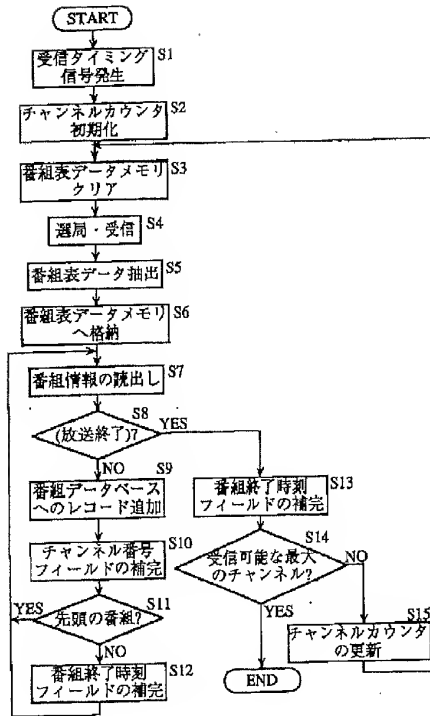 START
受信タイミング
信号発生
S1
チャンネルカウンタ
初期化
S2
番組表データメモリ
クリア
S3
選局・受信
S4
番組表データ抽出
S5
番組表データメモリ
へ格納
S6
番組情報の読出し
S7
(放送終了)?
S8
YES
NO
番組データベース
へのレコード追加
S9
チャンネル番号
フィールドの補完
S10
先頭の番組?
S11
YES
NO
番組終了時刻
フィールドの補完
S12
番組終了時刻
フィールドの補完
S13
受信可能な最大
のチャンネル?
S14
NO
YES
END
チャンネルカウンタ
の更新
S15